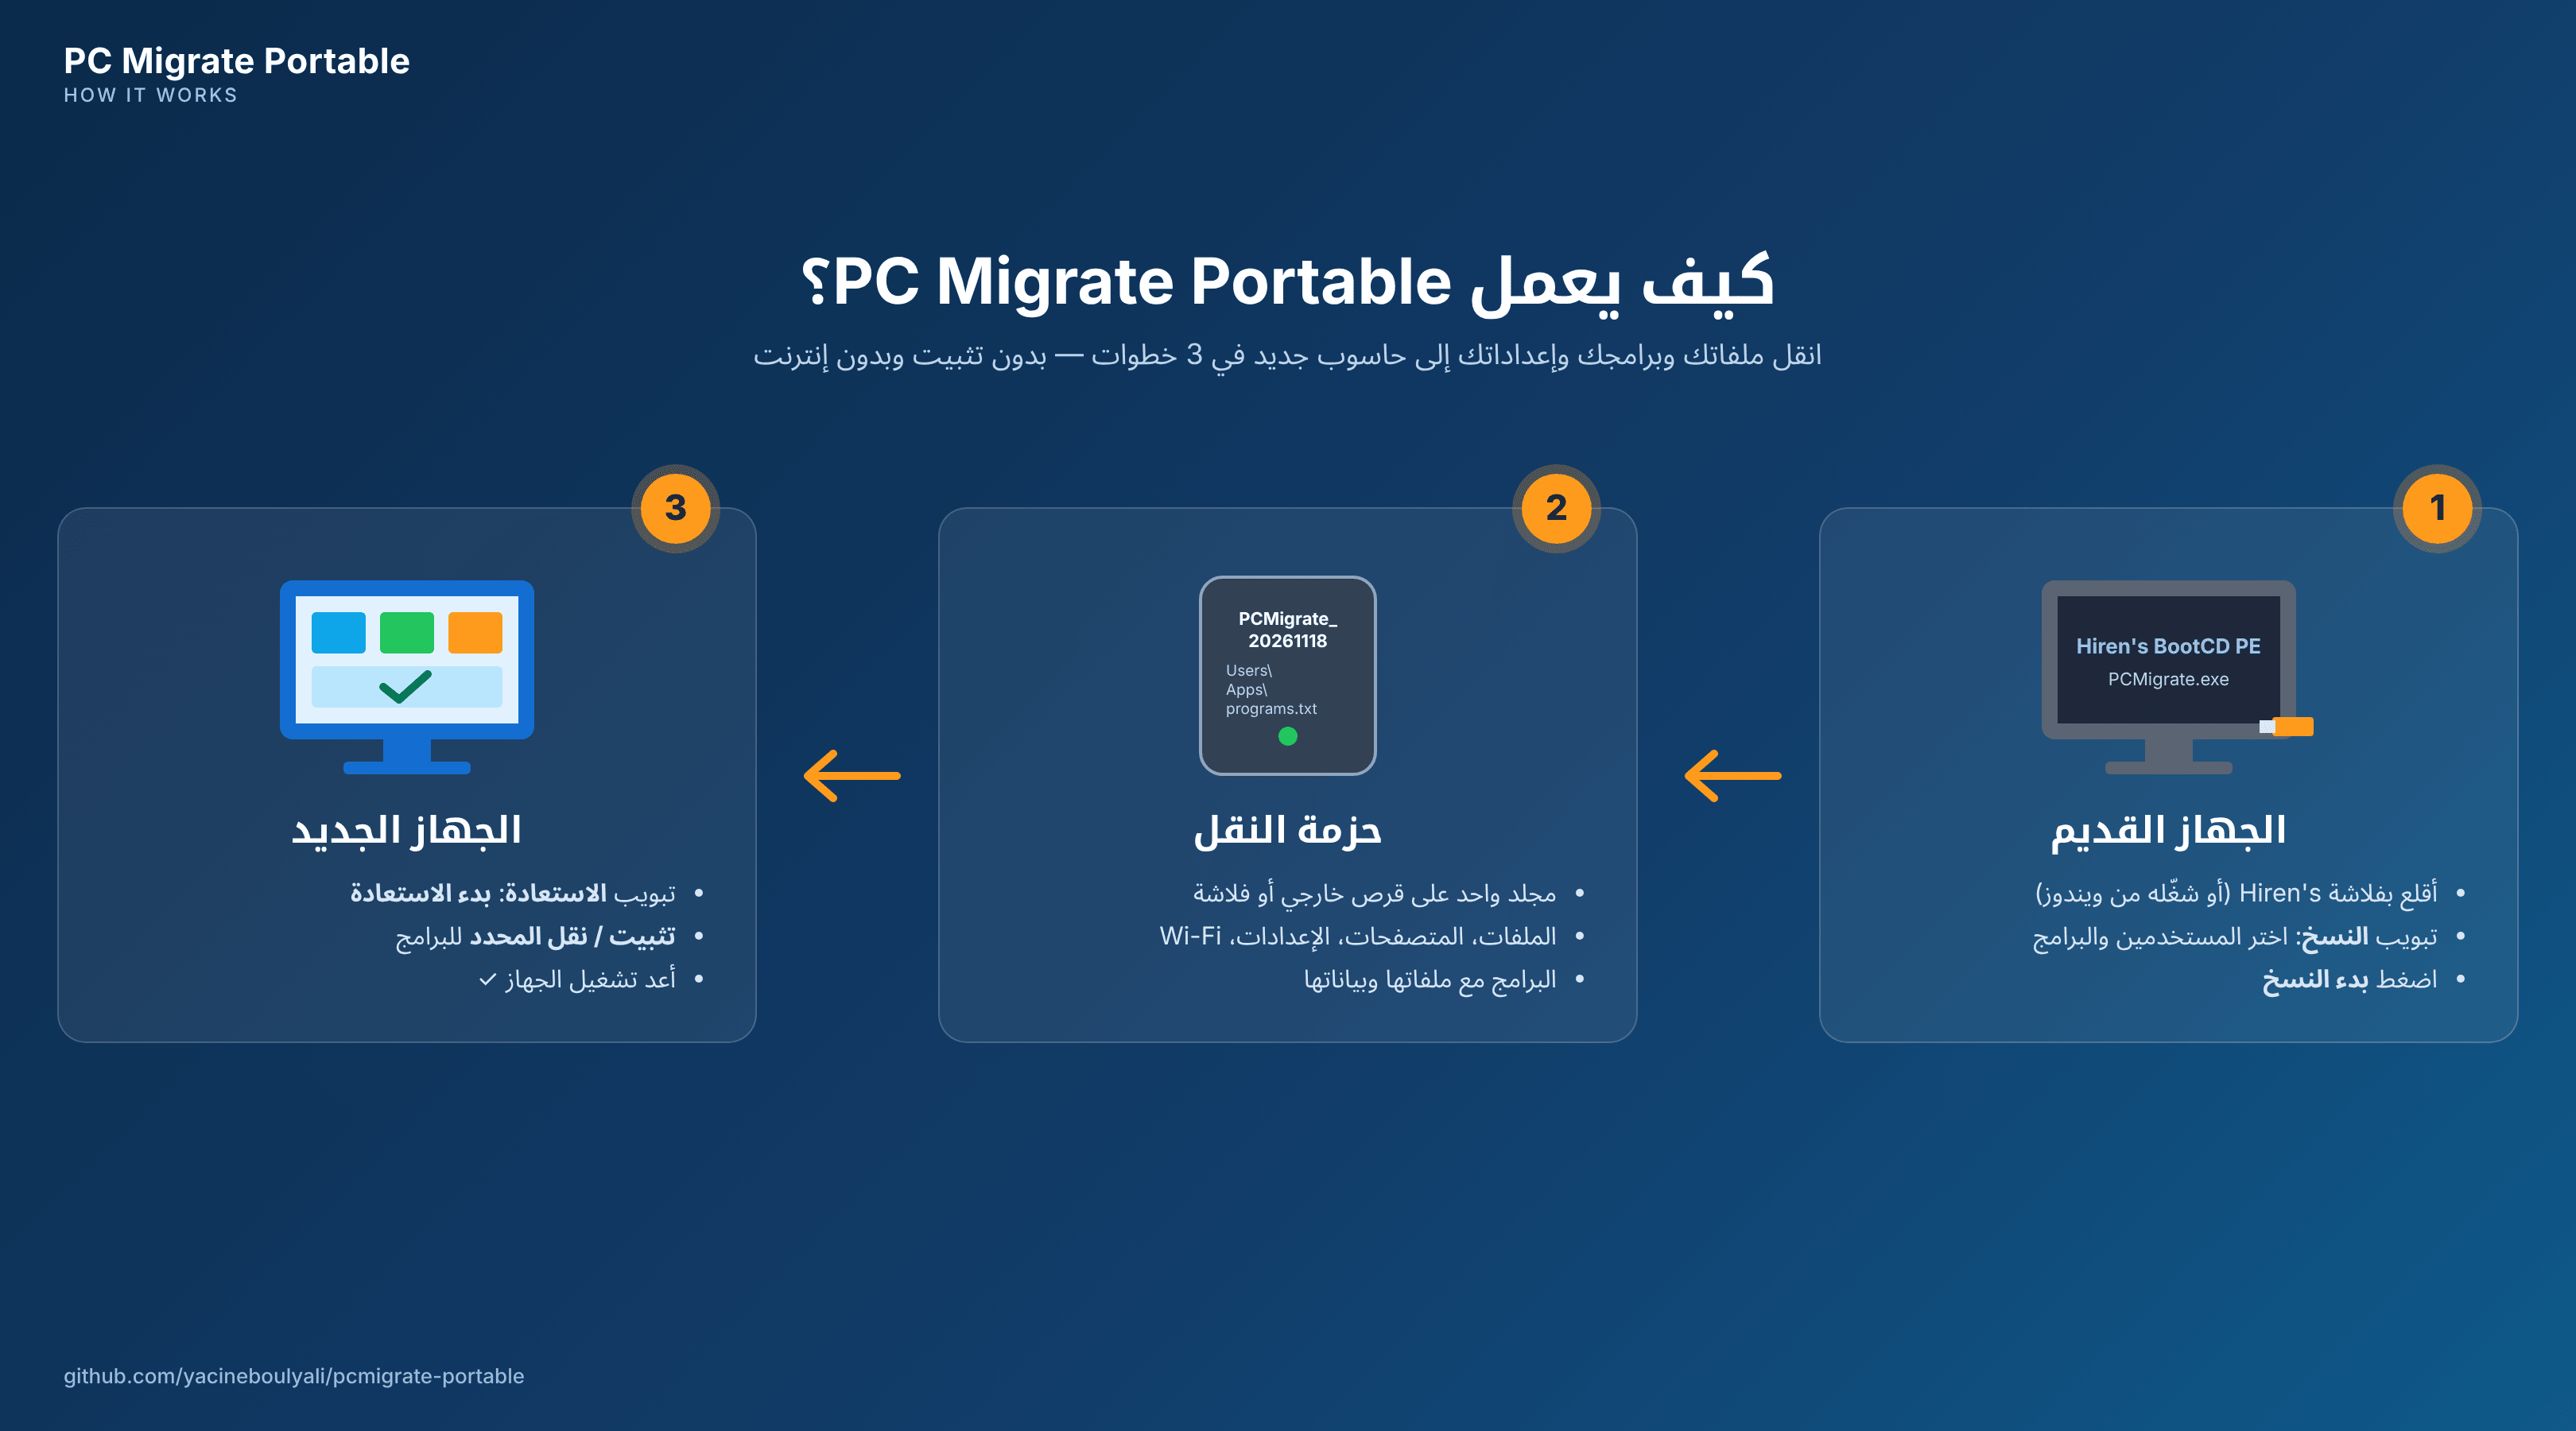 PC Migrate Portable
HOW IT WORKS
كيف يعمل PC Migrate Portable؟
انقل ملفاتك وبرامجك وإعداداتك إلى حاسوب جديد في 3 خطوات — بدون تثبيت وبدون إنترنت
1
Hiren's BootCD PE
PCMigrate.exe
الجهاز القديم
• أقلع بفلاشة Hiren's (أو شغّله من ويندوز)
• تبويب النسخ: اختر المستخدمين والبرامج
• اضغط بدء النسخ
2
PCMigrate_
20261118
Users\
Apps\
programs.txt
حزمة النقل
• مجلد واحد على قرص خارجي أو فلاشة
• الملفات، المتصفحات، الإعدادات، Wi-Fi
• البرامج مع ملفاتها وبياناتها
3
الجهاز الجديد
• تبويب الاستعادة: بدء الاستعادة
• تثبيت / نقل المحدد للبرامج
• أعد تشغيل الجهاز ✓
github.com/yacineboulyali/pcmigrate-portable